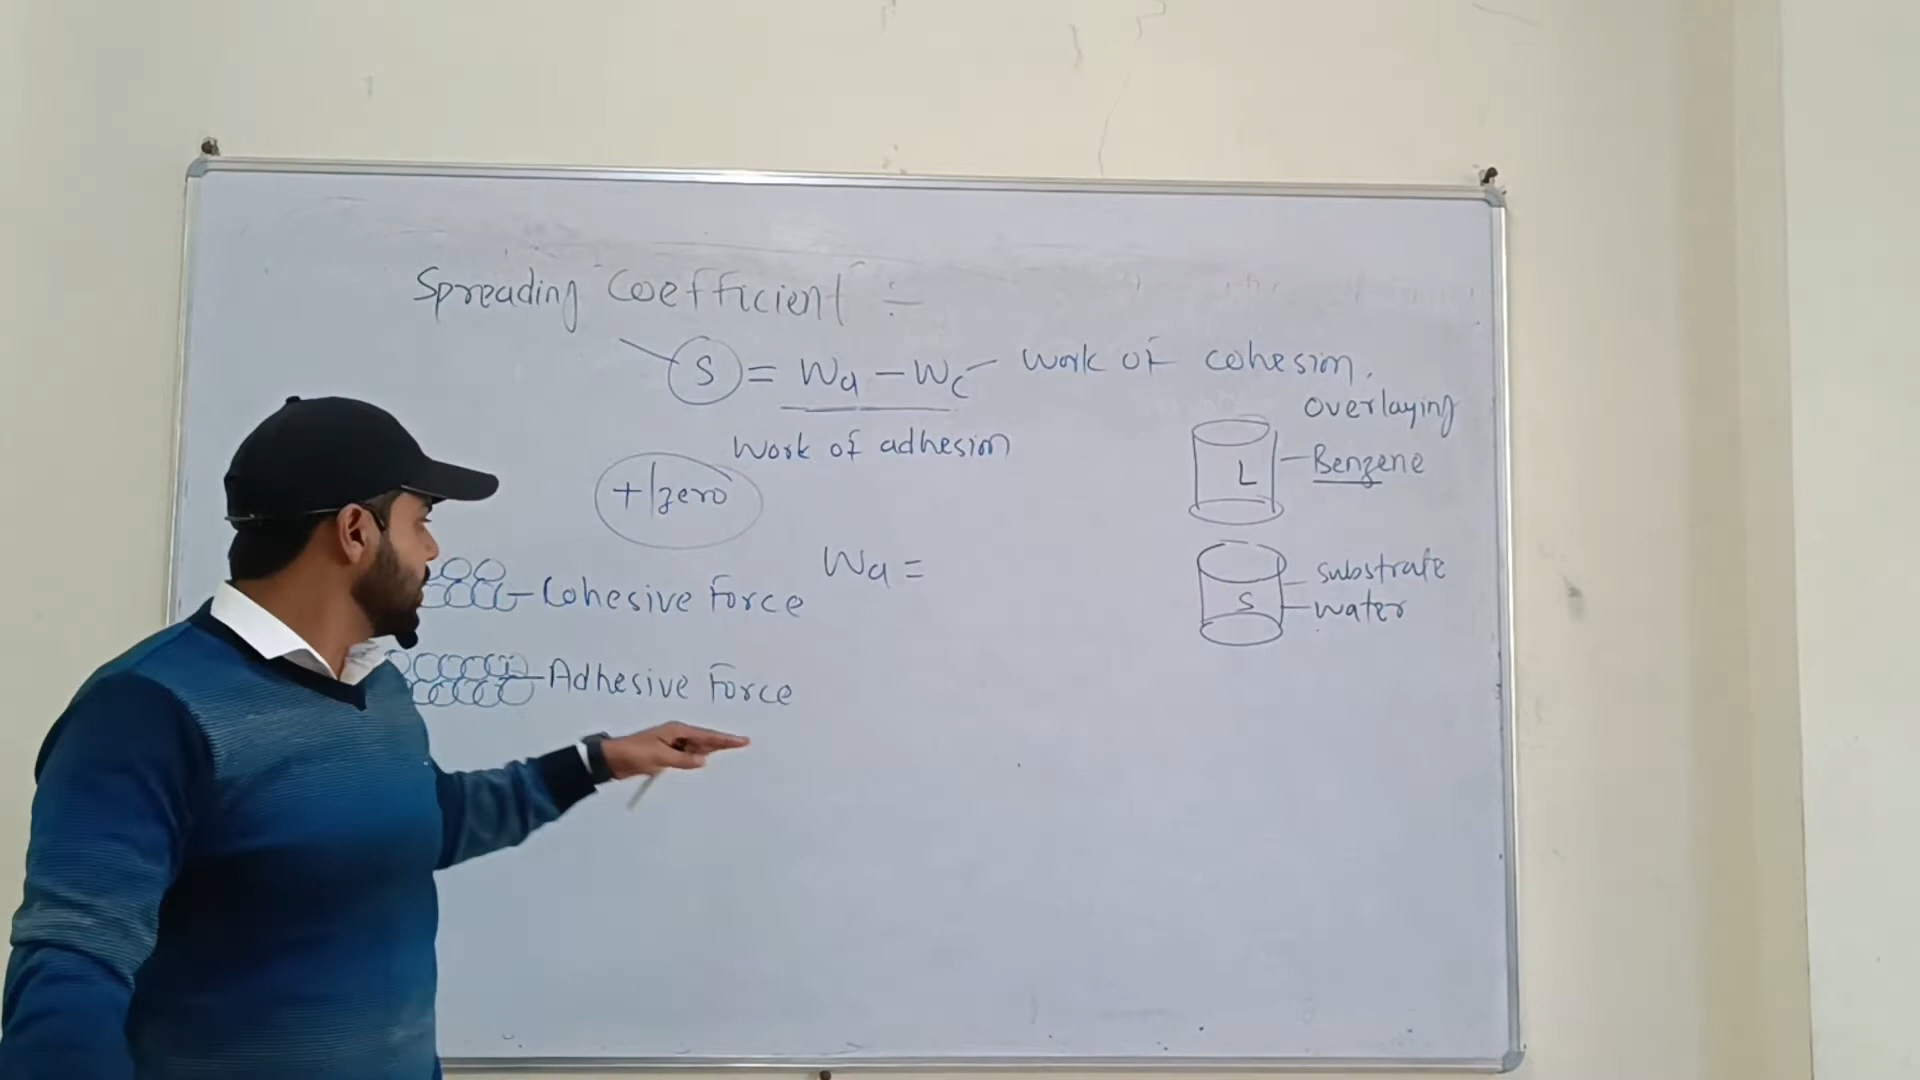 Spreading Coefficient ÷
S = Wa - Wc - Work of cohesion.
Work of adhesion
+/zero
Cohesive Force
Adhesive Force
Wa =
Overlaying
L - Benzene
substrate
S - water